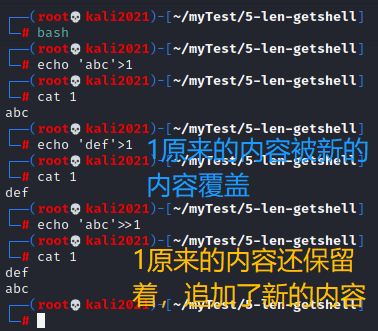 ┌──(root💀kali2021)-[~/myTest/5-len-getshell]
└─# bash
┌──(root💀kali2021)-[~/myTest/5-len-getshell]
└─# echo 'abc'>1
┌──(root💀kali2021)-[~/myTest/5-len-getshell]
└─# cat 1
abc
┌──(root💀kali2021)-[~/myTest/5-len-getshell]
└─# echo 'def'>1
1原来的内容被新的
内容覆盖
┌──(root💀kali2021)-[~/myTest/5-len-getshell]
└─# cat 1
def
┌──(root💀kali2021)-[~/myTest/5-len-getshell]
└─# echo 'abc'>>1
┌──(root💀kali2021)-[~/myTest/5-len-getshell]
└─# cat 1
def
abc
1原来的内容还保留
着，追加了新的内容
┌──(root💀kali2021)-[~/myTest/5-len-getshell]
└─#